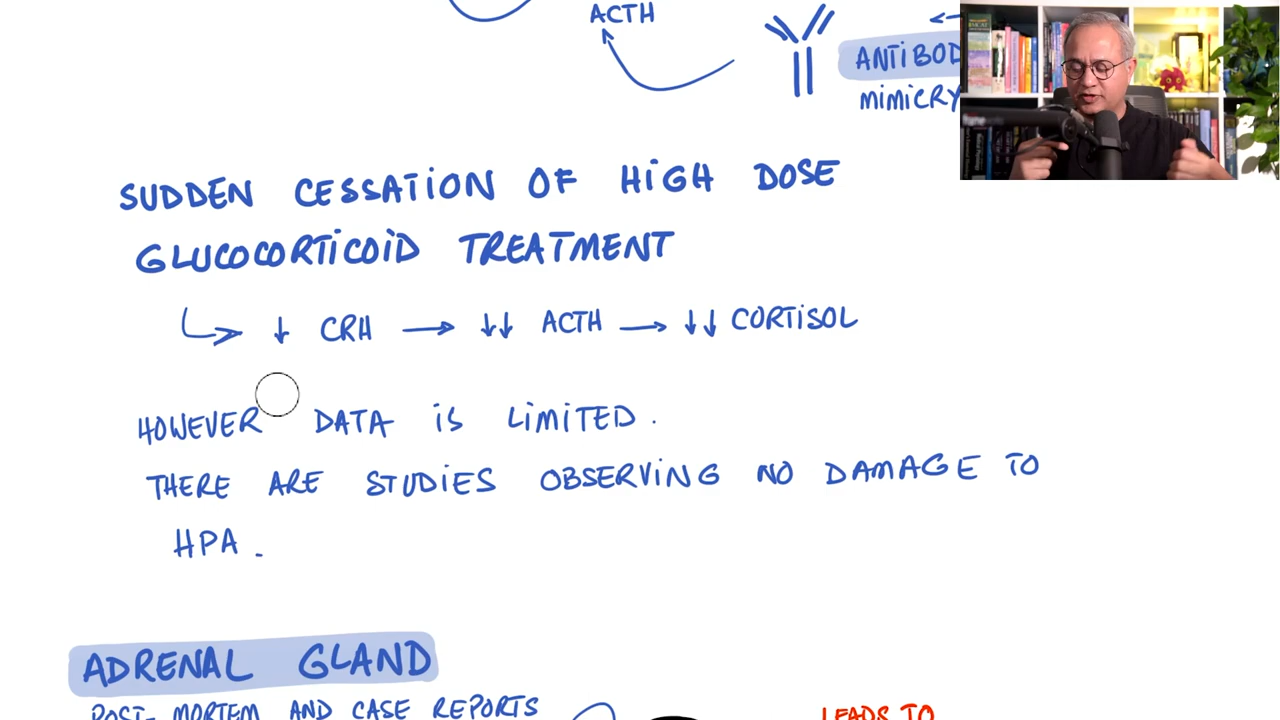 ACTH
ANTIBOD
MIMICRY
SUDDEN CESSATION OF HIGH DOSE
GLUCOCORTICOID TREATMENT
↳ ↓ CRH → ↓↓ ACTH → ↓↓ CORTISOL
HOWEVER DATA IS LIMITED.
THERE ARE STUDIES OBSERVING NO DAMAGE TO
HPA.
ADRENAL GLAND
POST-MORTEM AND CASE REPORTS
LEADS TO